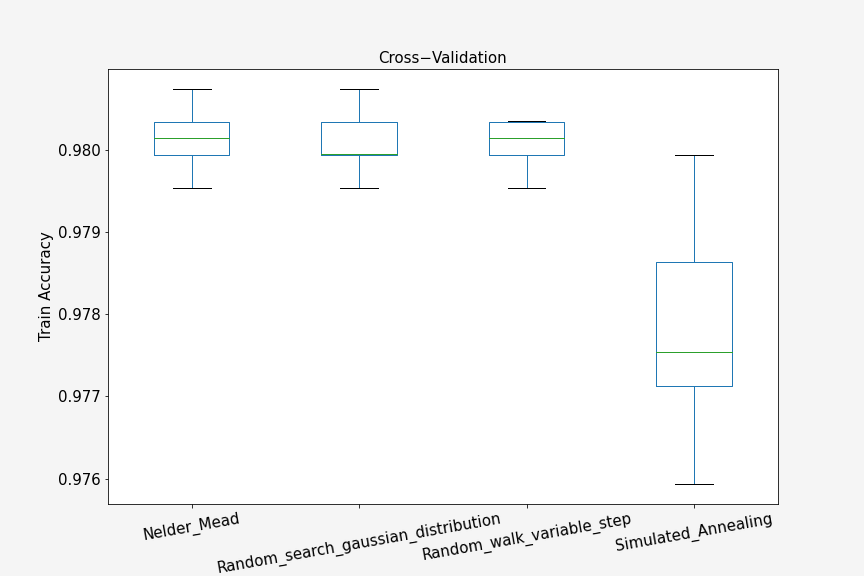 Cross−Validation
Train Accuracy
0.980
0.979
0.978
0.977
0.976
Nelder_Mead
Random_search_gaussian_distribution
Random_walk_variable_step
Simulated_Annealing